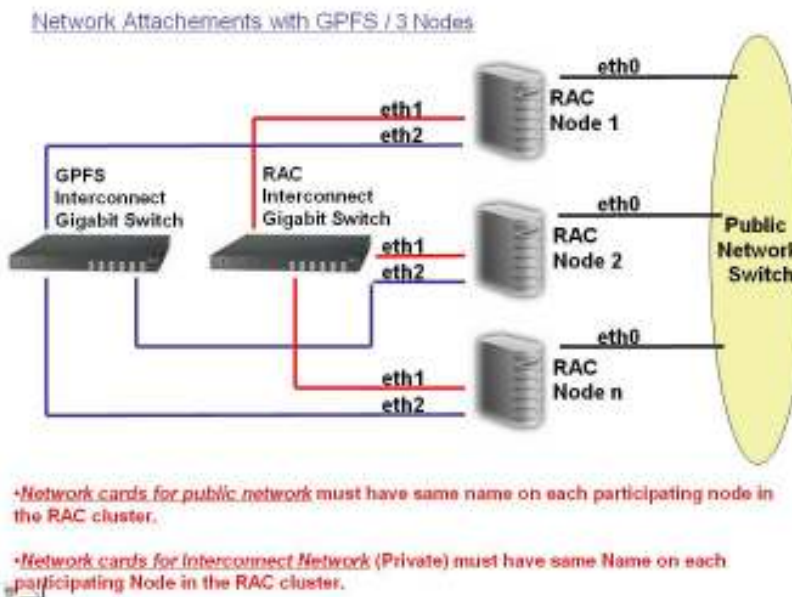 Network Attachements with GPFS / 3 Nodes
eth0
RAC
Node 1
eth1
eth2
GPFS
Interconnect
Gigabit Switch
RAC
Interconnect
Gigabit Switch
eth0
RAC
Node 2
eth1
eth2
Public
Network
Switch
eth0
RAC
Node n
eth1
eth2
•Network cards for public network must have same name on each participating node in
the RAC cluster.
•Network cards for Interconnect Network (Private) must have same Name on each
participating Node in the RAC cluster.